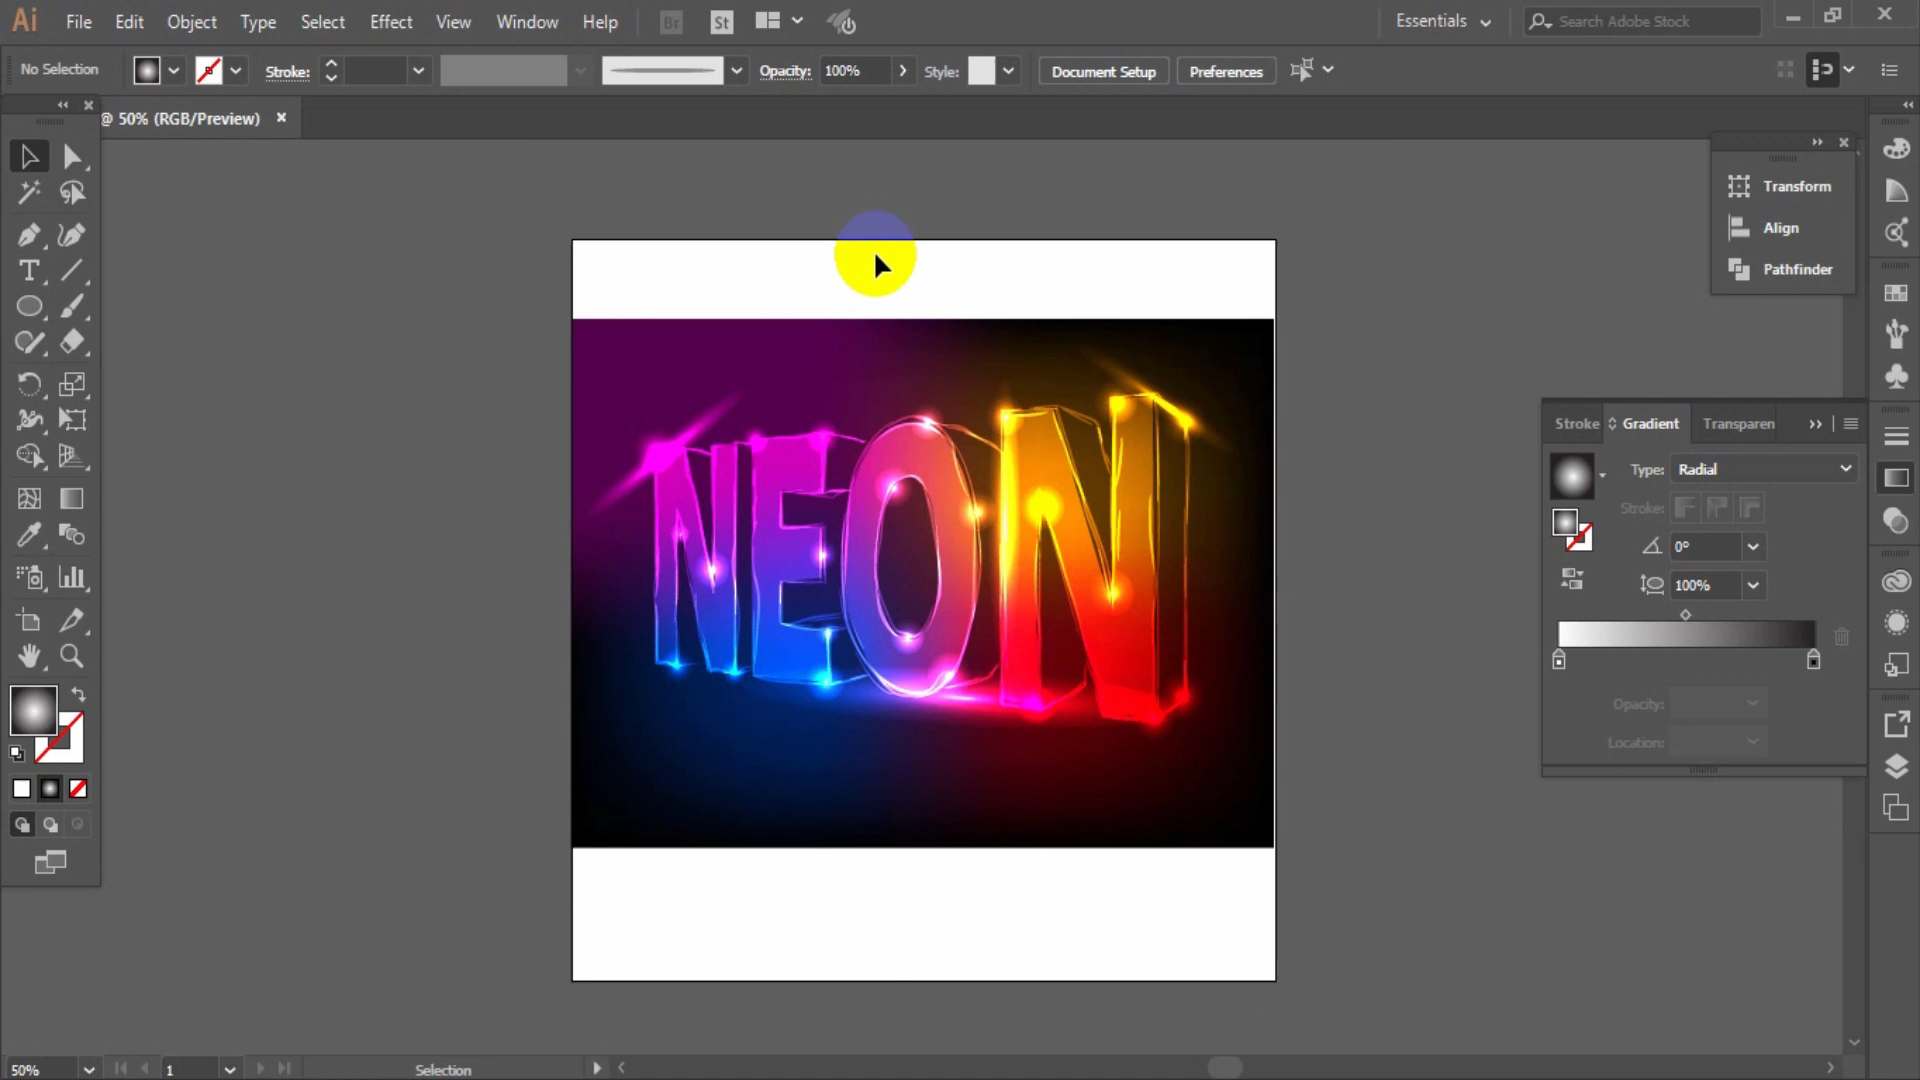 Ai File Edit Object Type Select Effect View Window Help Br St Essentials Search Adobe Stock
No Selection Stroke: Opacity: 100% Style: Document Setup Preferences
@ 50% (RGB/Preview)
Transform
Align
Pathfinder
NEON
Stroke Gradient Transparen
Type: Radial
Stroke:
0°
100%
Opacity:
Location:
50% 1 Selection